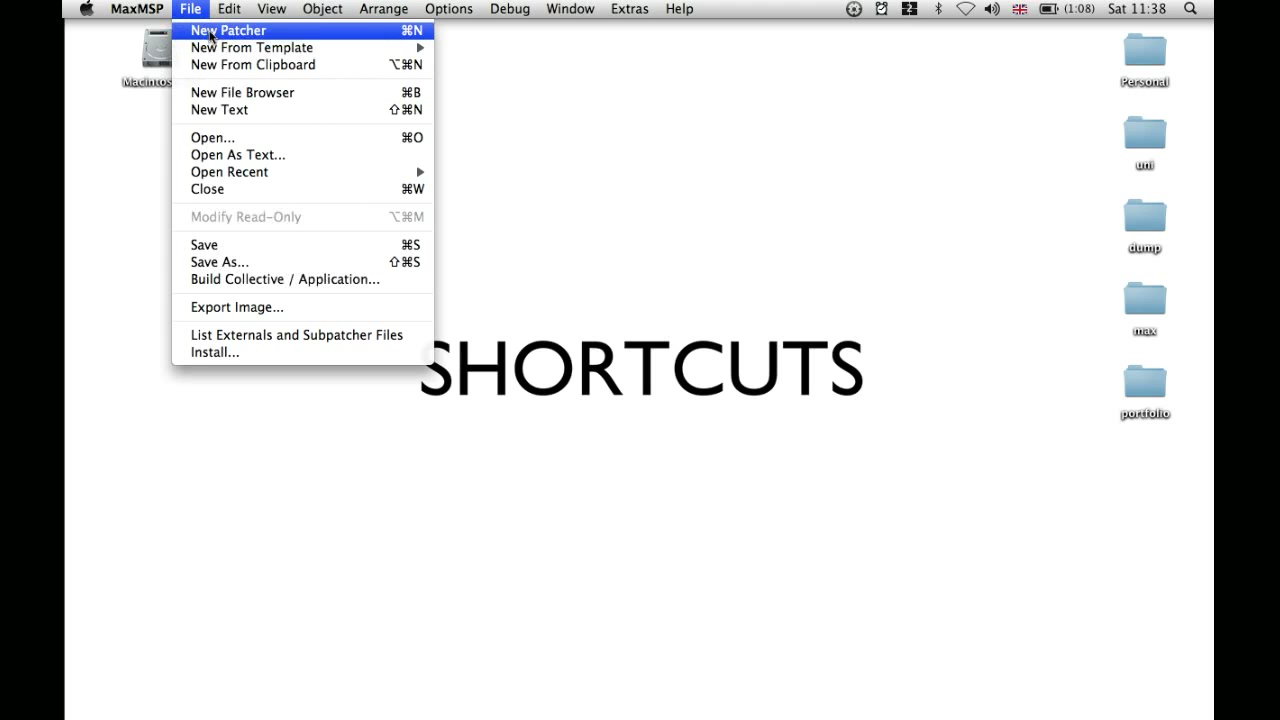 MaxMSP File Edit View Object Arrange Options Debug Window Extras Help (1:08) Sat 11:38
New Patcher ⌘N
New From Template
New From Clipboard ⌥⌘N
New File Browser ⌘B
New Text ⇧⌘N
Open... ⌘O
Open As Text...
Open Recent
Close ⌘W
Modify Read-Only ⌥⌘M
Save ⌘S
Save As... ⇧⌘S
Build Collective / Application...
Export Image...
List Externals and Subpatcher Files
Install...
Macintos
SHORTCUTS
Personal
uni
dump
max
portfolio